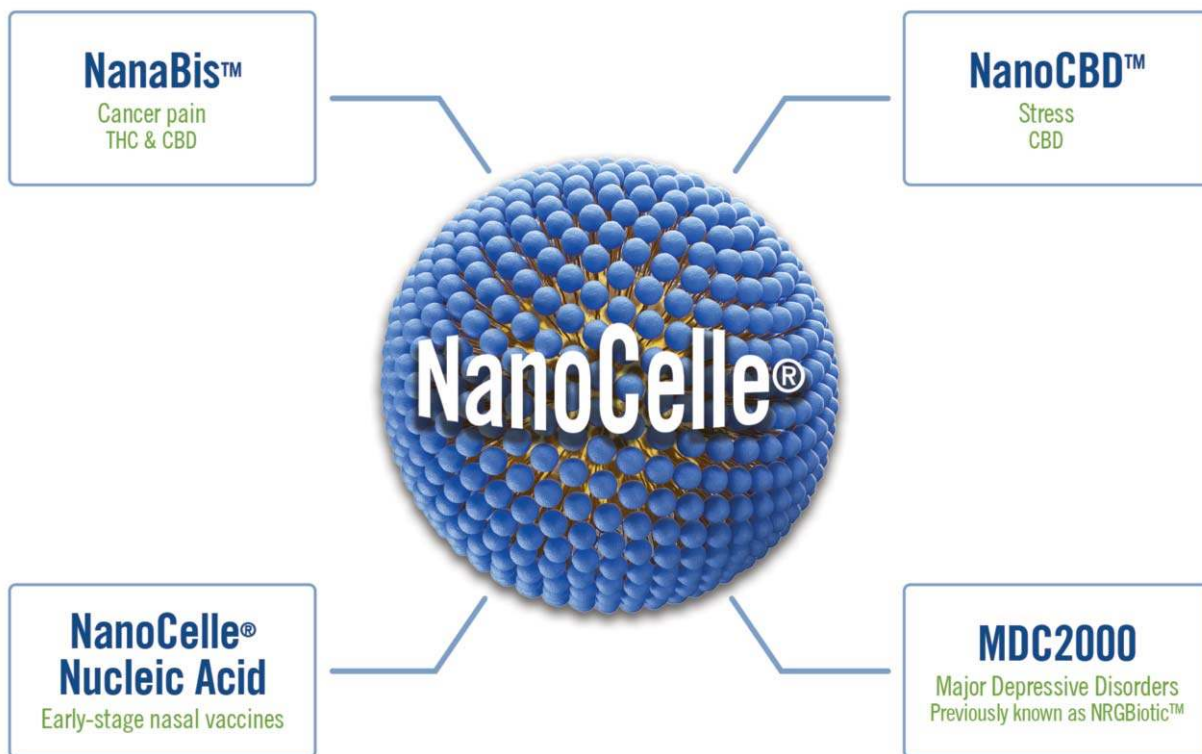 NanaBis™
Cancer pain
THC & CBD
NanoCBD™
Stress
CBD
NanoCelle®
NanoCelle®
Nucleic Acid
Early-stage nasal vaccines
MDC2000
Major Depressive Disorders
Previously known as NRGBiotic™